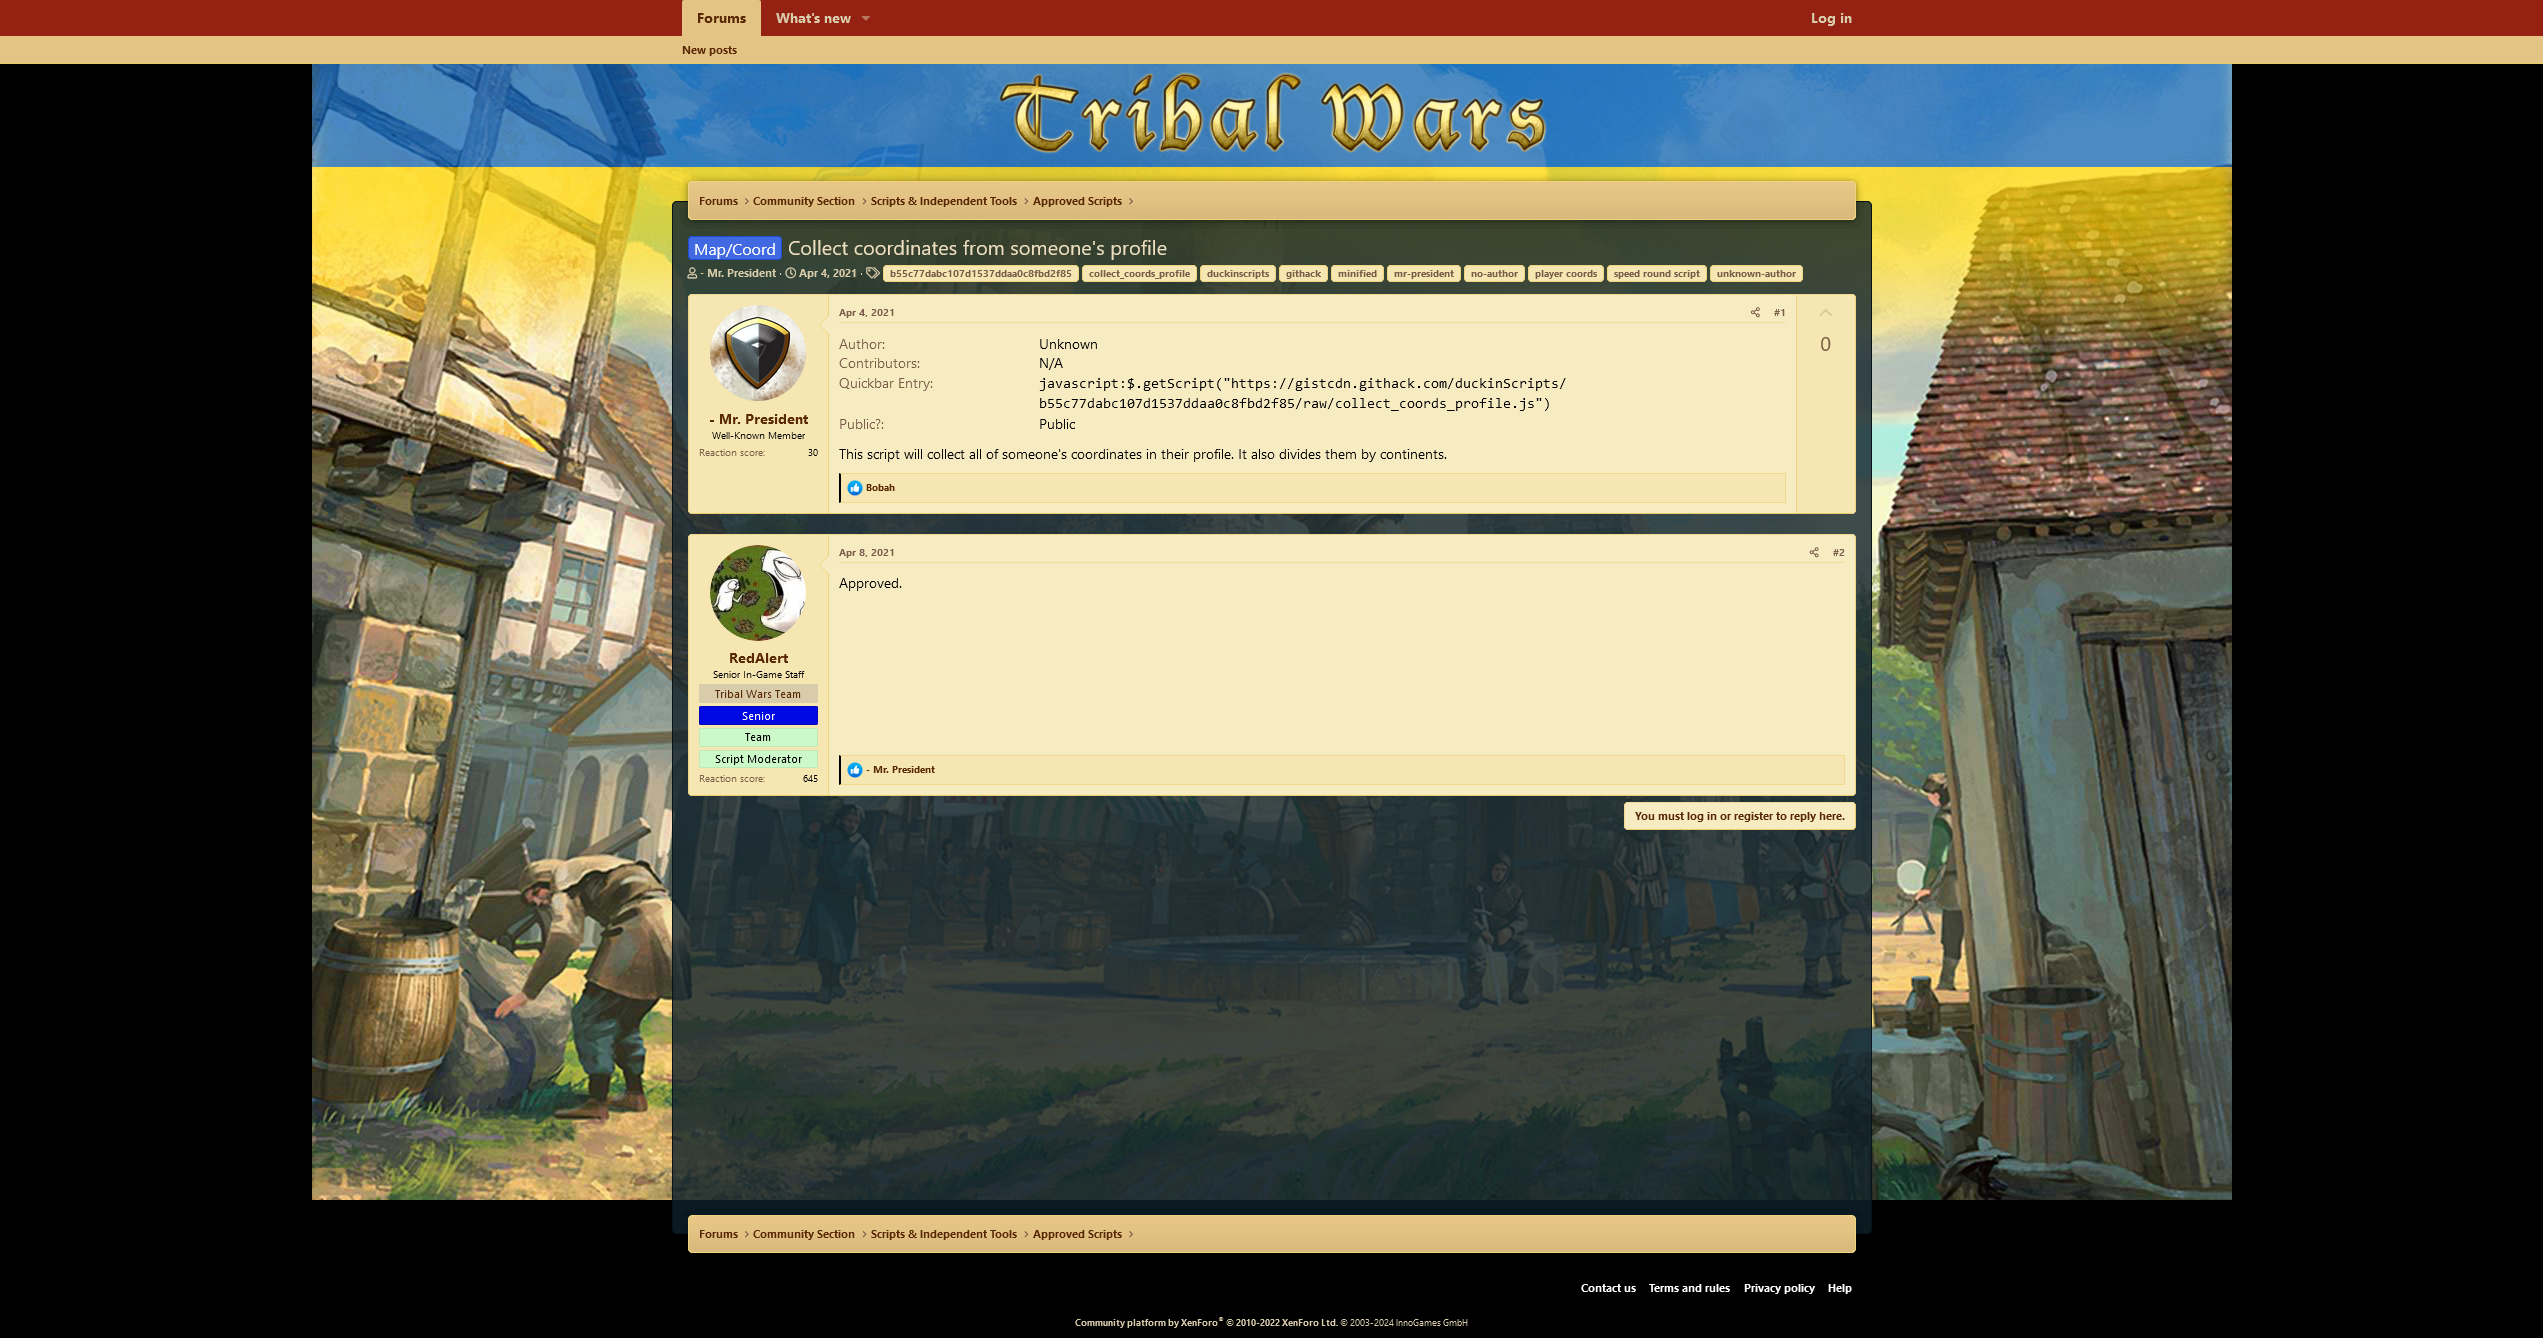 Forums
What's new
Log in
New posts
Tribal Wars
Forums
Community Section
Scripts & Independent Tools
Approved Scripts
Map/Coord Collect coordinates from someone's profile
- Mr. President · Apr 4, 2021 · b55c77dabc107d1537ddaa0c8fbd2f85 collect_coords_profile duckinscripts githack minified mr-president no-author player coords speed round script unknown-author
Apr 4, 2021
#1
0
Author: Unknown
Contributors: N/A
Quickbar Entry: javascript:$.getScript("https://gistcdn.githack.com/duckinScripts/
b55c77dabc107d1537ddaa0c8fbd2f85/raw/collect_coords_profile.js")
Public?: Public
- Mr. President
Well-Known Member
Reaction score: 30
This script will collect all of someone's coordinates in their profile. It also divides them by continents.
Bobah
Apr 8, 2021
#2
Approved.
RedAlert
Senior In-Game Staff
Tribal Wars Team
Senior
Team
Script Moderator
Reaction score: 645
- Mr. President
You must log in or register to reply here.
Forums
Community Section
Scripts & Independent Tools
Approved Scripts
Contact us
Terms and rules
Privacy policy
Help
Community platform by XenForo® © 2010-2022 XenForo Ltd. © 2003-2024 InnoGames GmbH